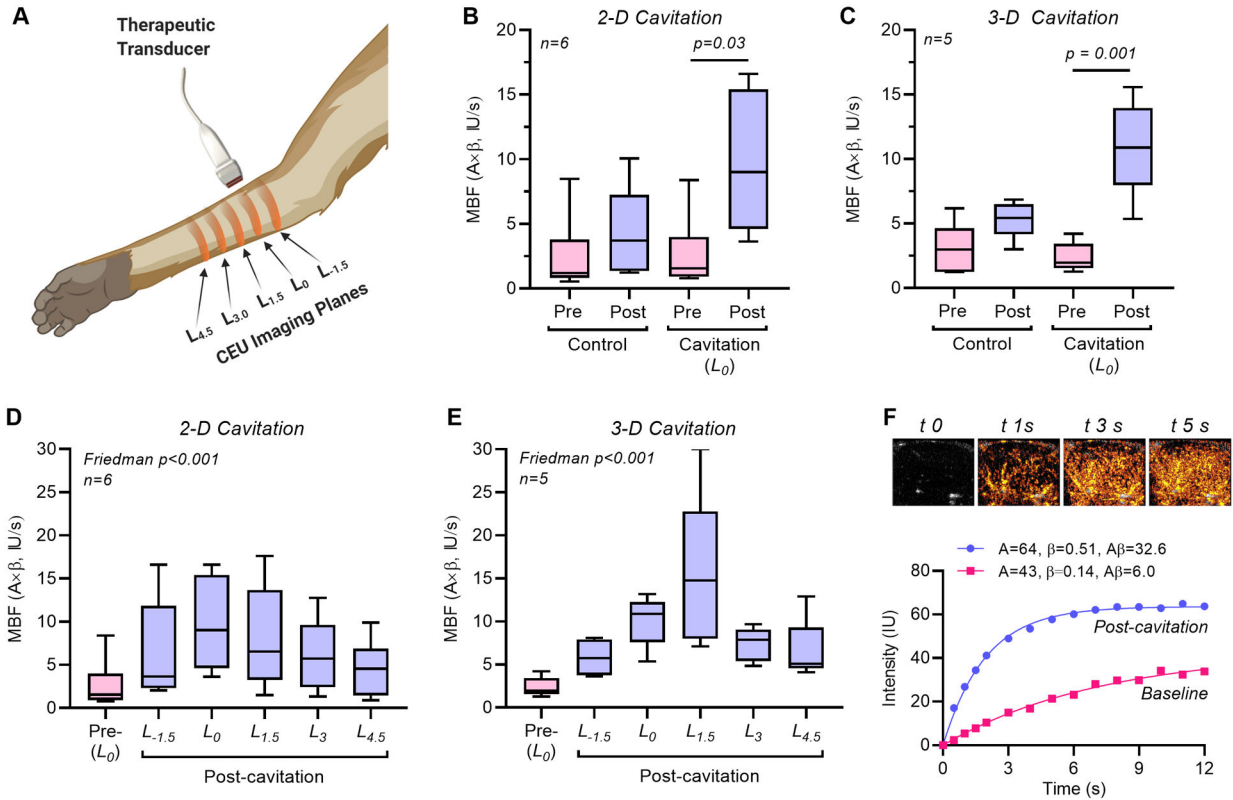 A
Therapeutic
Transducer
L4.5
L3.0
L1.5
L0
L-1.5
CEU Imaging Planes
B
2-D Cavitation
n=6
p=0.03
MBF (A×β, IU/s)
20
15
10
5
0
Pre Post Pre Post
Control Cavitation
(L0)
C
3-D Cavitation
n=5
p = 0.001
MBF (A×β, IU/s)
20
15
10
5
0
Pre Post Pre Post
Control Cavitation
(L0)
D
2-D Cavitation
Friedman p<0.001
n=6
MBF (A×β, IU/s)
30
25
20
15
10
5
0
Pre- L-1.5 L0 L1.5 L3 L4.5
(L0)
Post-cavitation
E
3-D Cavitation
Friedman p<0.001
n=5
MBF (A×β, IU/s)
30
25
20
15
10
5
0
Pre- L-1.5 L0 L1.5 L3 L4.5
(L0)
Post-cavitation
F
t 0 t 1s t 3 s t 5 s
A=64, β=0.51, Aβ=32.6
A=43, β=0.14, Aβ=6.0
Intensity (IU)
80
60
40
20
0
Post-cavitation
Baseline
0 3 6 9 12
Time (s)